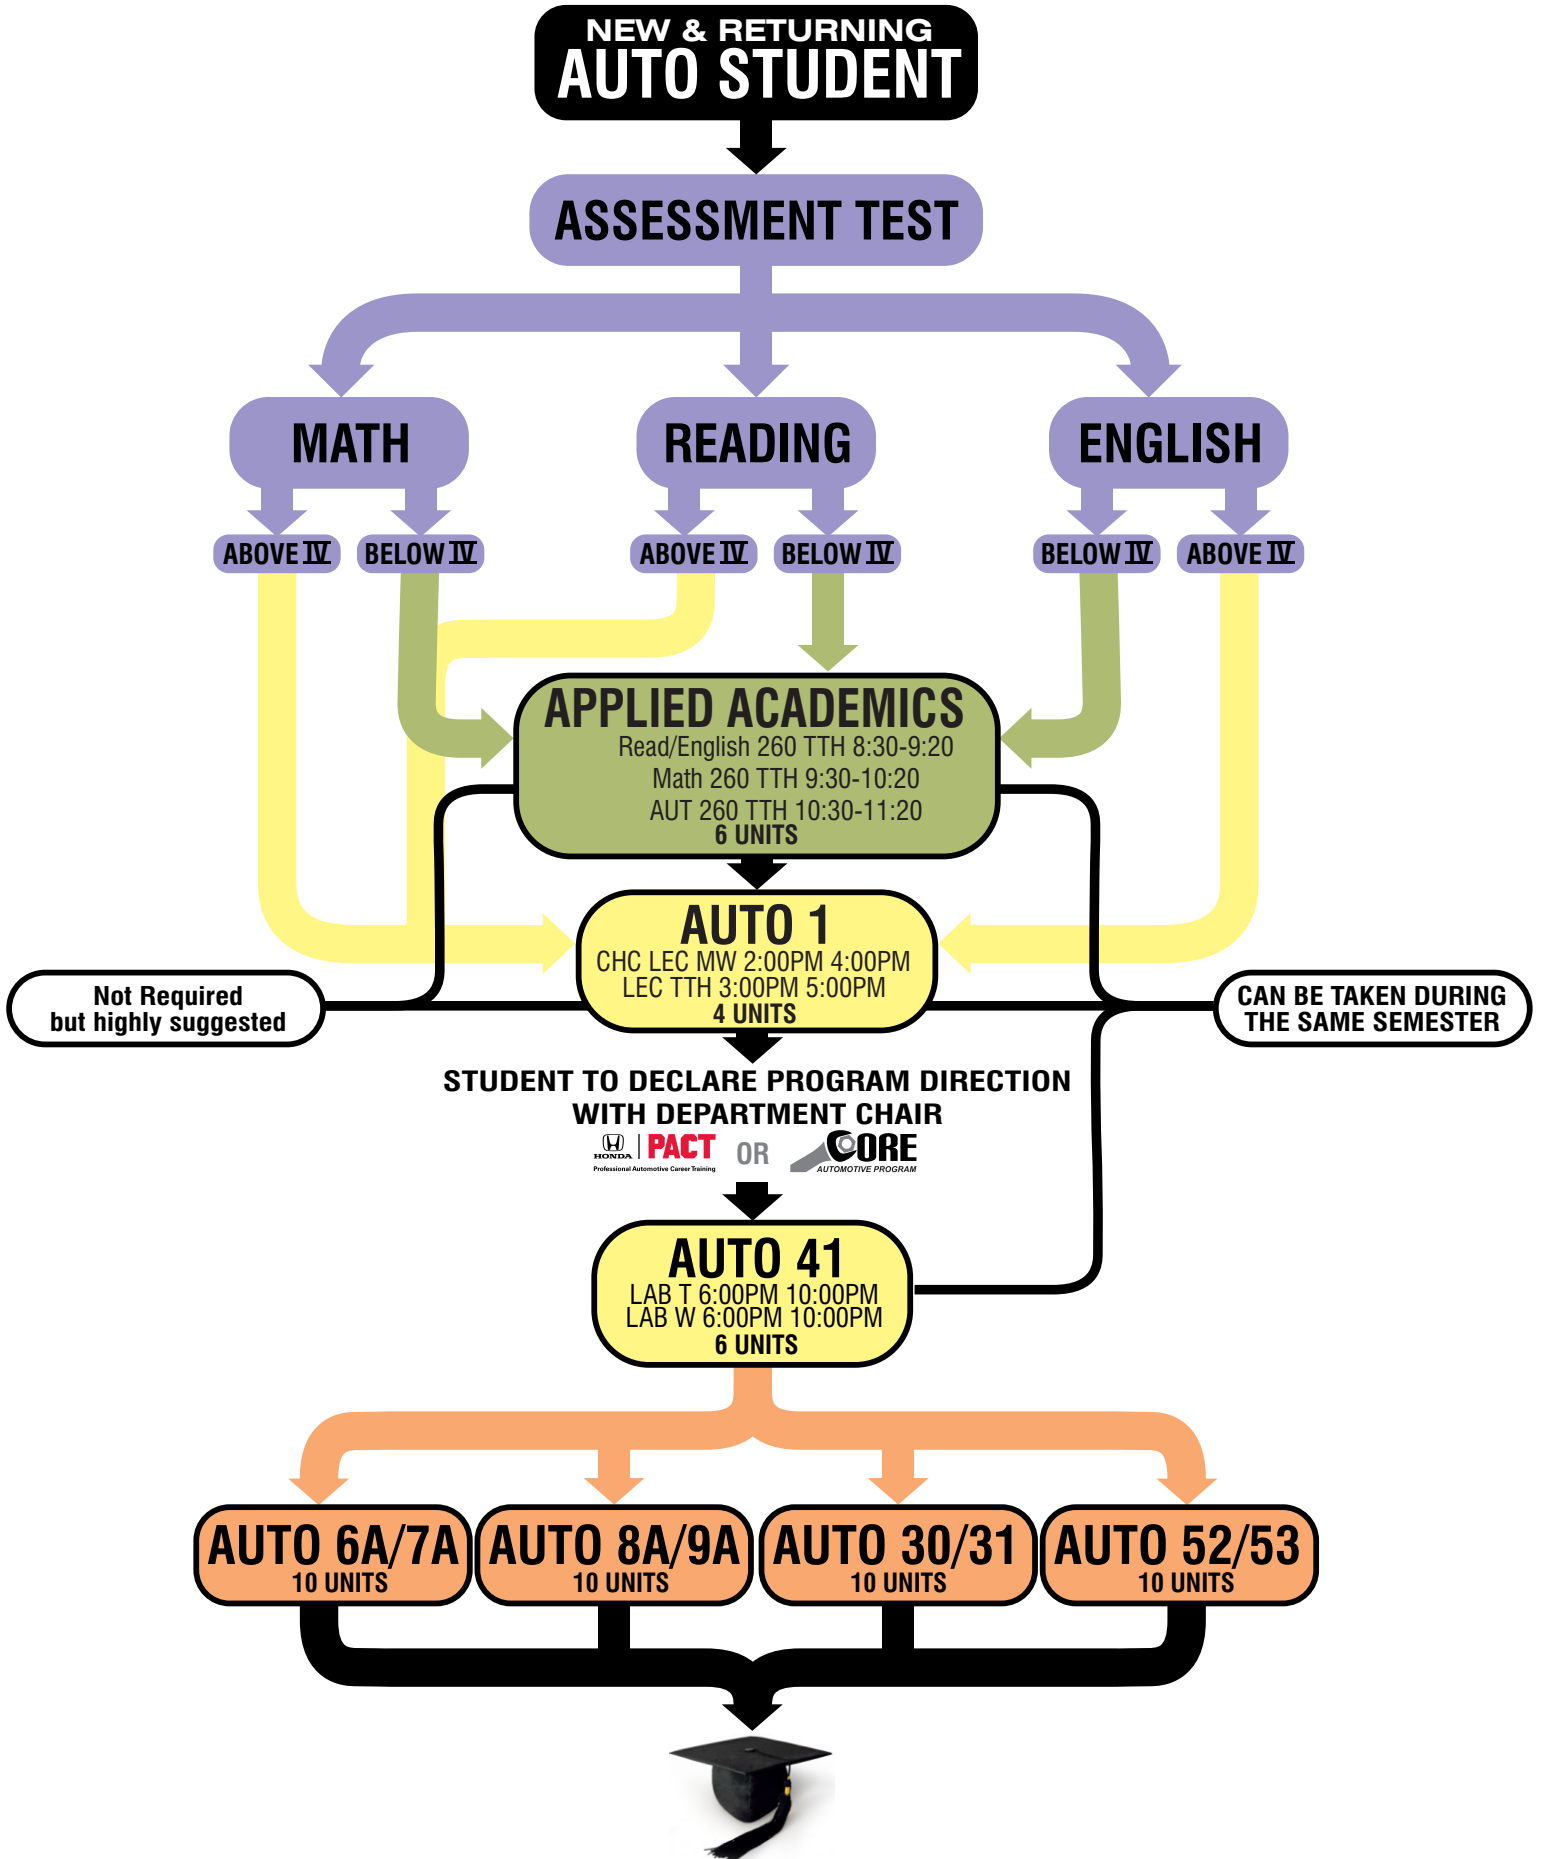 NEW & RETURNING
AUTO STUDENT
ASSESSMENT TEST
MATH
READING
ENGLISH
ABOVE IV
BELOW IV
ABOVE IV
BELOW IV
BELOW IV
ABOVE IV
APPLIED ACADEMICS
Read/English 260 TTH 8:30-9:20
Math 260 TTH 9:30-10:20
AUT 260 TTH 10:30-11:20
6 UNITS
AUTO 1
CHC LEC MW 2:00PM 4:00PM
LEC TTH 3:00PM 5:00PM
4 UNITS
Not Required
but highly suggested
CAN BE TAKEN DURING
THE SAME SEMESTER
STUDENT TO DECLARE PROGRAM DIRECTION
WITH DEPARTMENT CHAIR
HONDA PACT
Professional Automotive Career Training
OR
CORE
AUTOMOTIVE PROGRAM
AUTO 41
LAB T 6:00PM 10:00PM
LAB W 6:00PM 10:00PM
6 UNITS
AUTO 6A/7A
10 UNITS
AUTO 8A/9A
10 UNITS
AUTO 30/31
10 UNITS
AUTO 52/53
10 UNITS